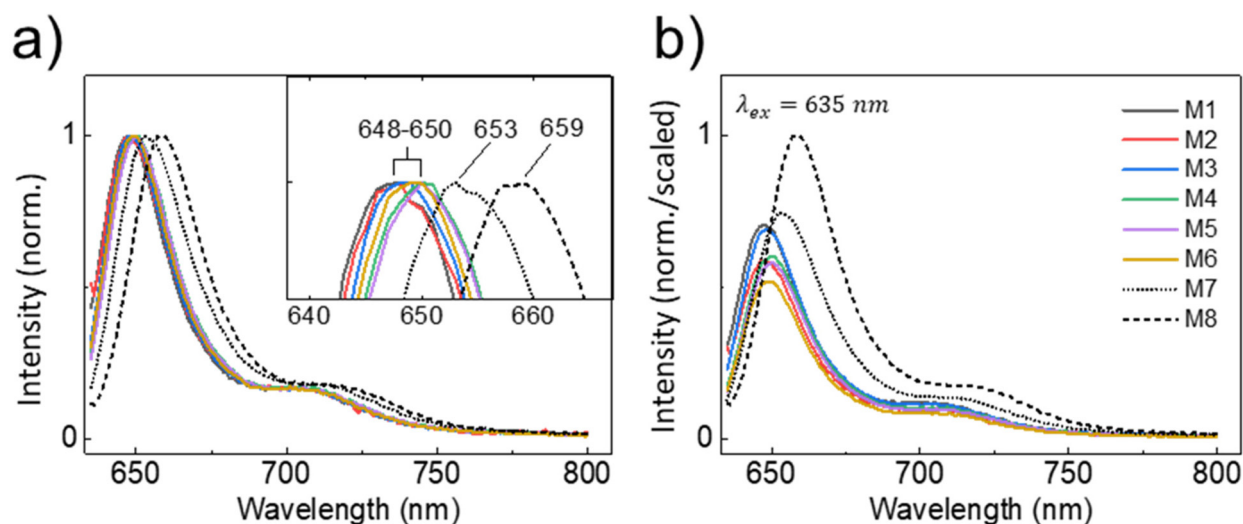 a)
Intensity (norm.)
1
0
648-650
653
659
640
650
660
650
700
750
800
Wavelength (nm)
b)
Intensity (norm./scaled)
λex = 635 nm
1
0
M1
M2
M3
M4
M5
M6
M7
M8
650
700
750
800
Wavelength (nm)